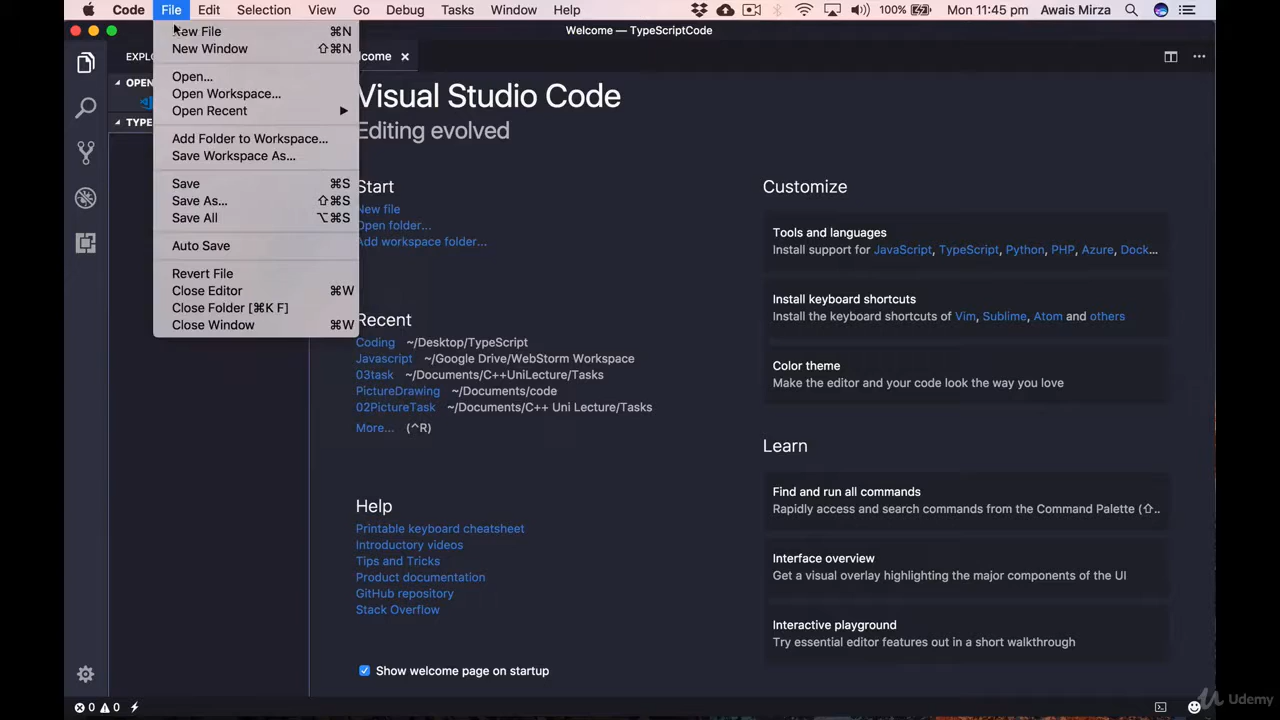 Code File Edit Selection View Go Debug Tasks Window Help 100% Mon 11:45 pm Awais Mirza
Welcome — TypeScriptCode
New File ⌘N
New Window ⇧⌘N
Open...
Open Workspace...
Open Recent
Add Folder to Workspace...
Save Workspace As...
Save ⌘S
Save As... ⇧⌘S
Save All ⌥⌘S
Auto Save
Revert File
Close Editor ⌘W
Close Folder [⌘K F]
Close Window ⌘W
EXPL
OPEN
TYPE
come ×
Visual Studio Code
Editing evolved
Start
New file
Open folder...
Add workspace folder...
Recent
Coding ~/Desktop/TypeScript
Javascript ~/Google Drive/WebStorm Workspace
03task ~/Documents/C++UniLecture/Tasks
PictureDrawing ~/Documents/code
02PictureTask ~/Documents/C++ Uni Lecture/Tasks
More... (^R)
Help
Printable keyboard cheatsheet
Introductory videos
Tips and Tricks
Product documentation
GitHub repository
Stack Overflow
Show welcome page on startup
Customize
Tools and languages
Install support for JavaScript, TypeScript, Python, PHP, Azure, Dock...
Install keyboard shortcuts
Install the keyboard shortcuts of Vim, Sublime, Atom and others
Color theme
Make the editor and your code look the way you love
Learn
Find and run all commands
Rapidly access and search commands from the Command Palette (⇧..
Interface overview
Get a visual overlay highlighting the major components of the UI
Interactive playground
Try essential editor features out in a short walkthrough
0 0
Udemy